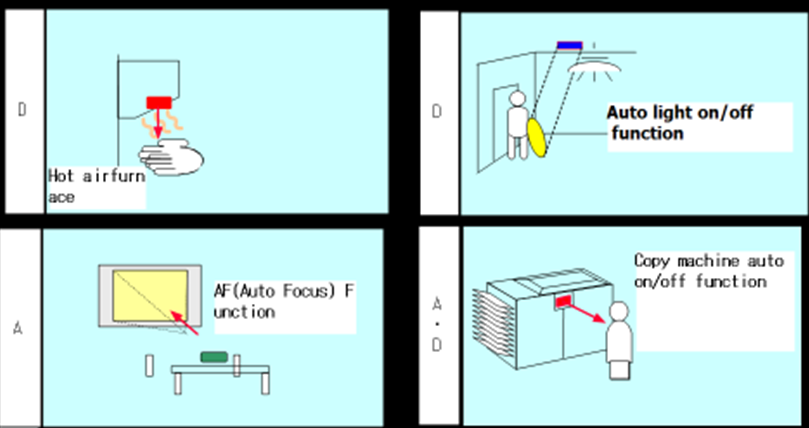 D
Hot airfurn
ace
D
Auto light on/off
function
A
AF(Auto Focus) F
unction
A
・
D
Copy machine auto
on/off function